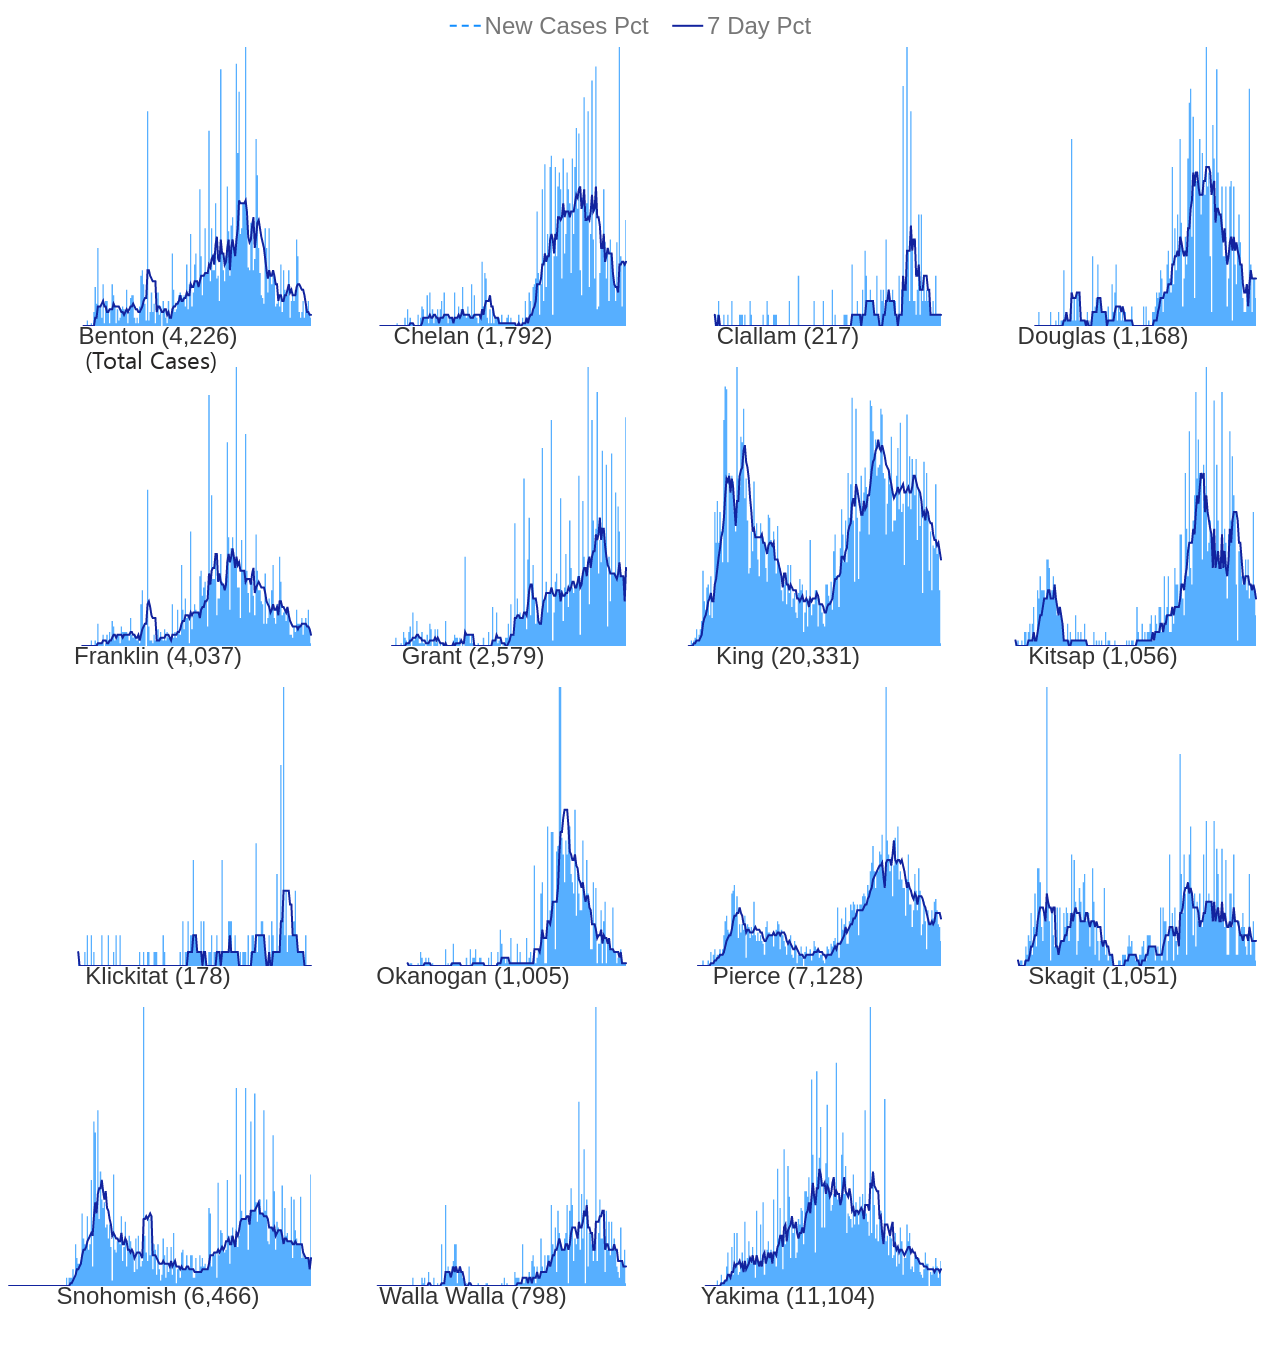 New Cases Pct 7 Day Pct
Benton (4,226) Chelan (1,792) Clallam (217) Douglas (1,168)
(Total Cases)
Franklin (4,037) Grant (2,579) King (20,331) Kitsap (1,056)
Klickitat (178) Okanogan (1,005) Pierce (7,128) Skagit (1,051)
Snohomish (6,466) Walla Walla (798) Yakima (11,104)